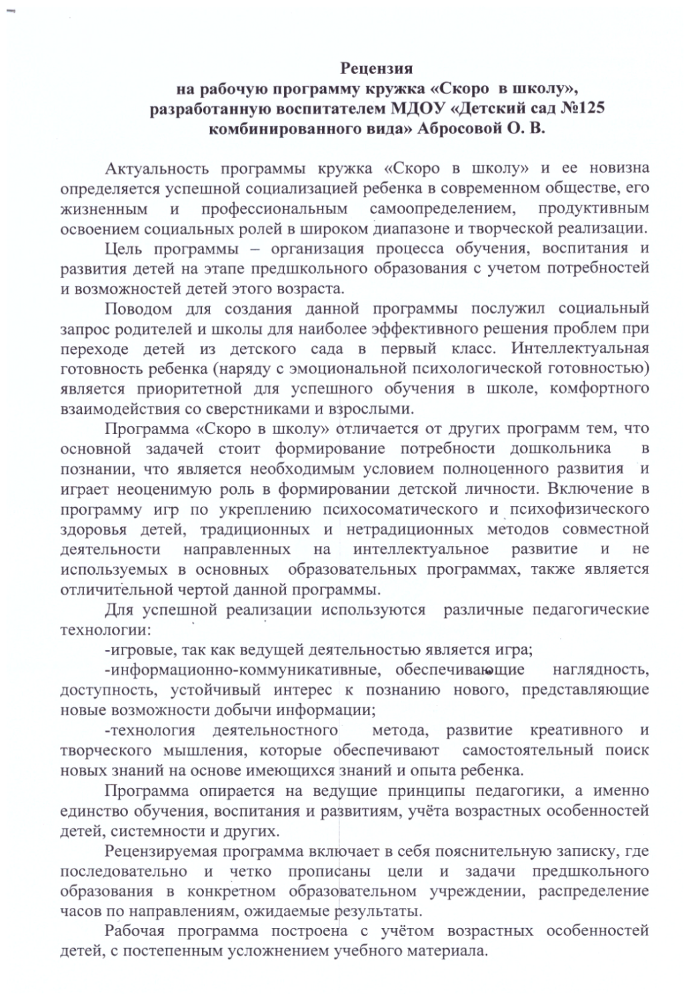 Рецензия
на рабочую программу кружка «Скоро в школу»,
разработанную воспитателем МДОУ «Детский сад №125
комбинированного вида» Абросовой О. В.
Актуальность программы кружка «Скоро в школу» и ее новизна
определяется успешной социализацией ребенка в современном обществе, его
жизненным и профессиональным самоопределением, продуктивным
освоением социальных ролей в широком диапазоне и творческой реализации.
Цель программы – организация процесса обучения, воспитания и
развития детей на этапе предшкольного образования с учетом потребностей
и возможностей детей этого возраста.
Поводом для создания данной программы послужил социальный
запрос родителей и школы для наиболее эффективного решения проблем при
переходе детей из детского сада в первый класс. Интеллектуальная
готовность ребенка (наряду с эмоциональной психологической готовностью)
является приоритетной для успешного обучения в школе, комфортного
взаимодействия со сверстниками и взрослыми.
Программа «Скоро в школу» отличается от других программ тем, что
основной задачей стоит формирование потребности дошкольника в
познании, что является необходимым условием полноценного развития и
играет неоценимую роль в формировании детской личности. Включение в
программу игр по укреплению психосоматического и психофизического
здоровья детей, традиционных и нетрадиционных методов совместной
деятельности направленных на интеллектуальное развитие и не
используемых в основных образовательных программах, также является
отличительной чертой данной программы.
Для успешной реализации используются различные педагогические
технологии:
-игровые, так как ведущей деятельностью является игра;
-информационно-коммуникативные, обеспечивающие наглядность,
доступность, устойчивый интерес к познанию нового, представляющие
новые возможности добычи информации;
-технология деятельностного метода, развитие креативного и
творческого мышления, которые обеспечивают самостоятельный поиск
новых знаний на основе имеющихся знаний и опыта ребенка.
Программа опирается на ведущие принципы педагогики, а именно
единство обучения, воспитания и развитиям, учёта возрастных особенностей
детей, системности и других.
Рецензируемая программа включает в себя пояснительную записку, где
последовательно и четко прописаны цели и задачи предшкольного
образования в конкретном образовательном учреждении, распределение
часов по направлениям, ожидаемые результаты.
Рабочая программа построена с учётом возрастных особенностей
детей, с постепенным усложнением учебного материала.